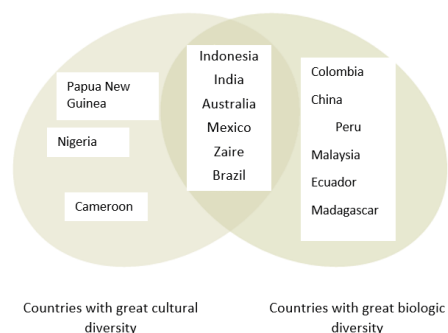 Papua New
Guinea
Nigeria
Cameroon
Indonesia
India
Australia
Mexico
Zaire
Brazil
Colombia
China
Peru
Malaysia
Ecuador
Madagascar
Countries with great cultural
diversity
Countries with great biologic
diversity